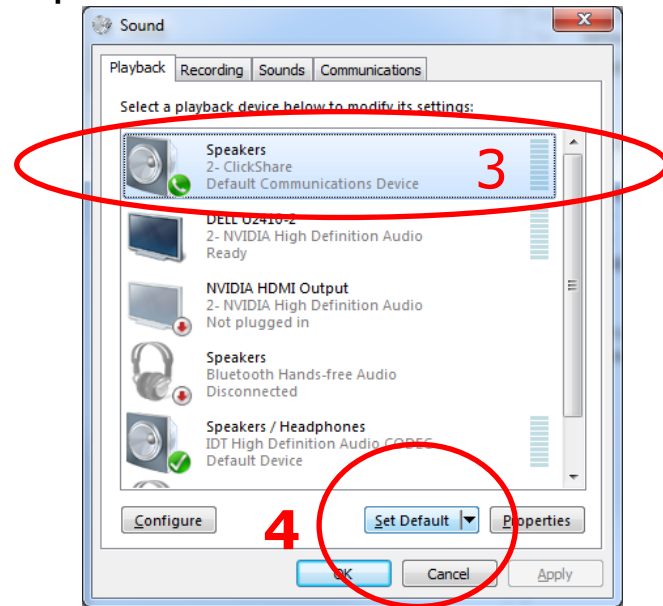 Sound
Playback Recording Sounds Communications
Select a playback device below to modify its settings:
Speakers
2- ClickShare
Default Communications Device
3
DELL U2410-2
2- NVIDIA High Definition Audio
Ready
NVIDIA HDMI Output
2- NVIDIA High Definition Audio
Not plugged in
Speakers
Bluetooth Hands-free Audio
Disconnected
Speakers / Headphones
IDT High Definition Audio CODEC
Default Device
Configure 4 Set Default Properties
OK Cancel Apply